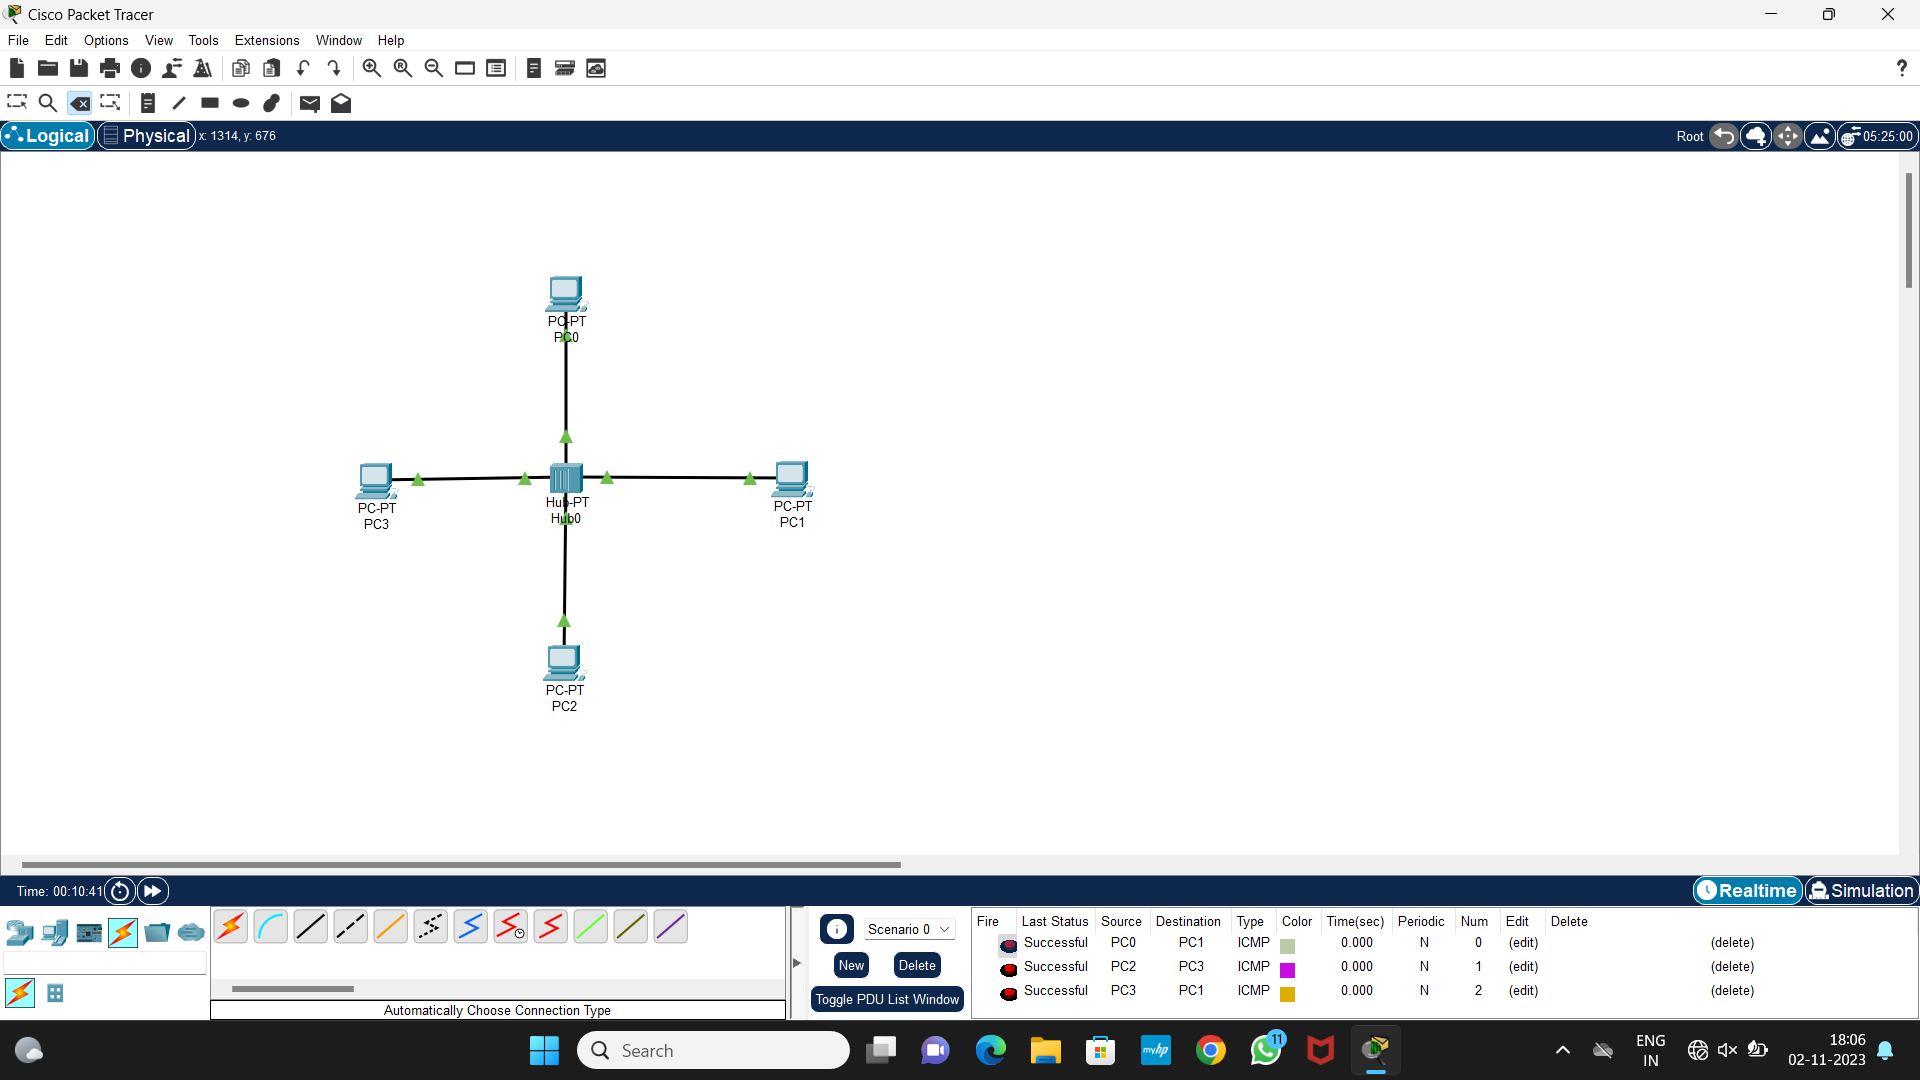 Cisco Packet Tracer
File Edit Options View Tools Extensions Window Help
?
Logical Physical x: 1314, y: 676 Root 05:25:00
PC-PT
PC0
PC-PT
PC3
Hub-PT
Hub0
PC-PT
PC1
PC-PT
PC2
Time: 00:10:41 Realtime Simulation
Scenario 0
New Delete
Toggle PDU List Window
Automatically Choose Connection Type
Fire Last Status Source Destination Type Color Time(sec) Periodic Num Edit Delete
Successful PC0 PC1 ICMP 0.000 N 0 (edit) (delete)
Successful PC2 PC3 ICMP 0.000 N 1 (edit) (delete)
Successful PC3 PC1 ICMP 0.000 N 2 (edit) (delete)
Search
myhp
11
ENG
IN
18:06
02-11-2023